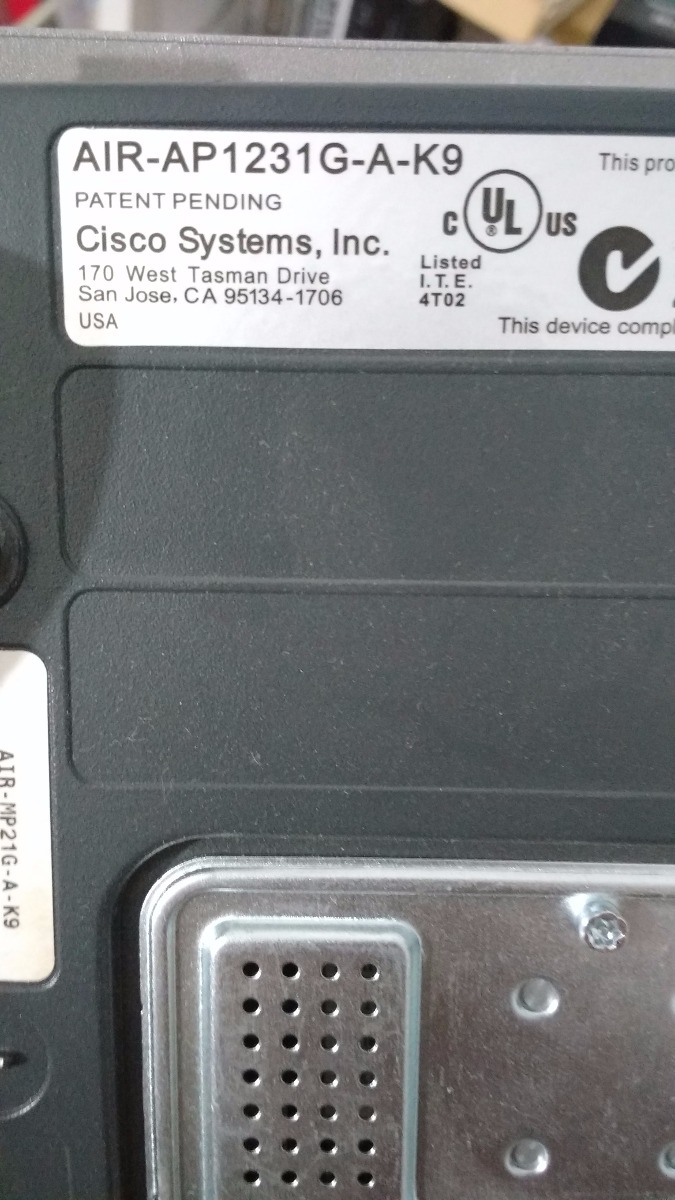 AIR-AP1231G-A-K9
This pro
PATENT PENDING
C UL® US
Cisco Systems, Inc.
170 West Tasman Drive
San Jose, CA 95134-1706
USA
Listed
I.T.E.
4T02
This device compl
AIR-MP21G-A-K9